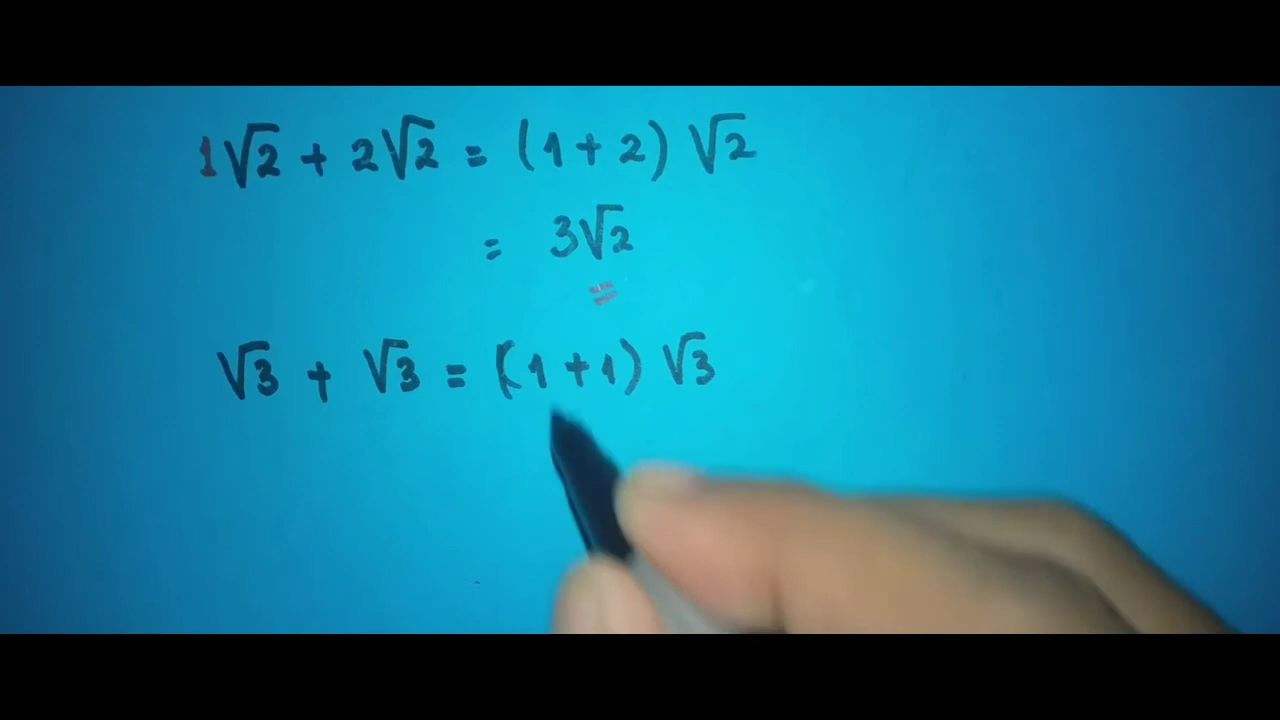 1√2 + 2√2 = (1 + 2) √2
= 3√2
=
√3 + √3 = (1 + 1) √3